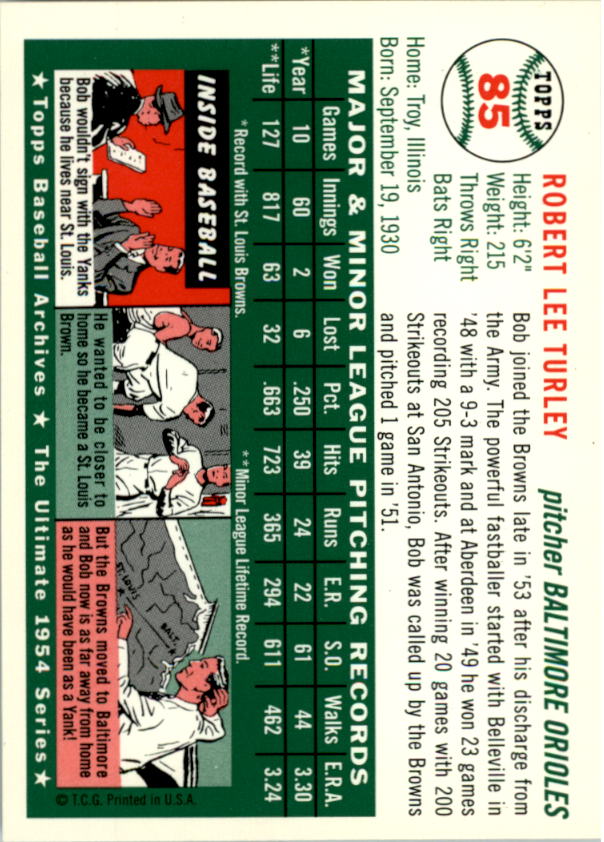 TOPPS
85
ROBERT LEE TURLEY pitcher BALTIMORE ORIOLES
Height: 6'2"
Weight: 215
Throws Right
Bats Right
Home: Troy, Illinois
Born: September 19, 1930
Bob joined the Browns late in '53 after his discharge from
the Army. The powerful fastballer started with Belleville in
'48 with a 9-3 mark and at Aberdeen in '49 he won 23 games
recording 205 Strikeouts. After winning 20 games with 200
Strikeouts at San Antonio, Bob was called up by the Browns
and pitched 1 game in '51.
MAJOR & MINOR LEAGUE PITCHING RECORDS
Games Innings Won Lost Pct. Hits Runs E.R. S.O. Walks E.R.A.
*Year 10 60 2 6 .250 39 24 22 61 44 3.30
**Life 127 817 63 32 .663 723 365 294 611 462 3.24
*Record with St. Louis Browns. **Minor League Lifetime Record.
INSIDE BASEBALL
Bob wouldn't sign with the Yanks
because he lives near St. Louis.
He wanted to be closer to
home so he became a St. Louis
Brown.
ST. LOUIS
BALT.
But the Browns moved to Baltimore
and Bob now is as far away from home
as he would have been as a Yank!
© T.C.G. Printed in U.S.A.
★ Topps Baseball Archives ★ The Ultimate 1954 Series ★